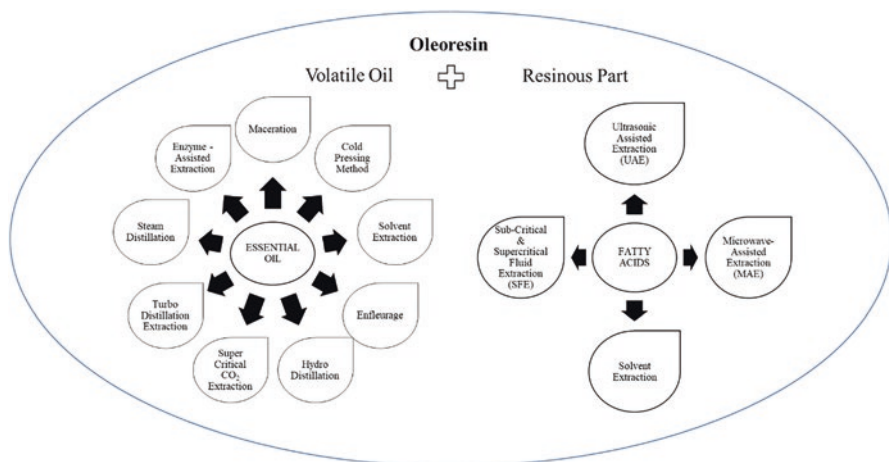 Oleoresin
Volatile Oil
Resinous Part
Maceration
Cold
Pressing
Method
Solvent
Extraction
Enfleurage
Hydro
Distillation
Super
Critical
CO₂
Extraction
Turbo
Distillation
Extraction
Steam
Distillation
Enzyme -
Assisted
Extraction
ESSENTIAL
OIL
Ultrasonic
Assisted
Extraction
(UAE)
Microwave-
Assisted
Extraction
(MAE)
Solvent
Extraction
Sub-Critical
&
Supercritical
Fluid
Extraction
(SFE)
FATTY
ACIDS